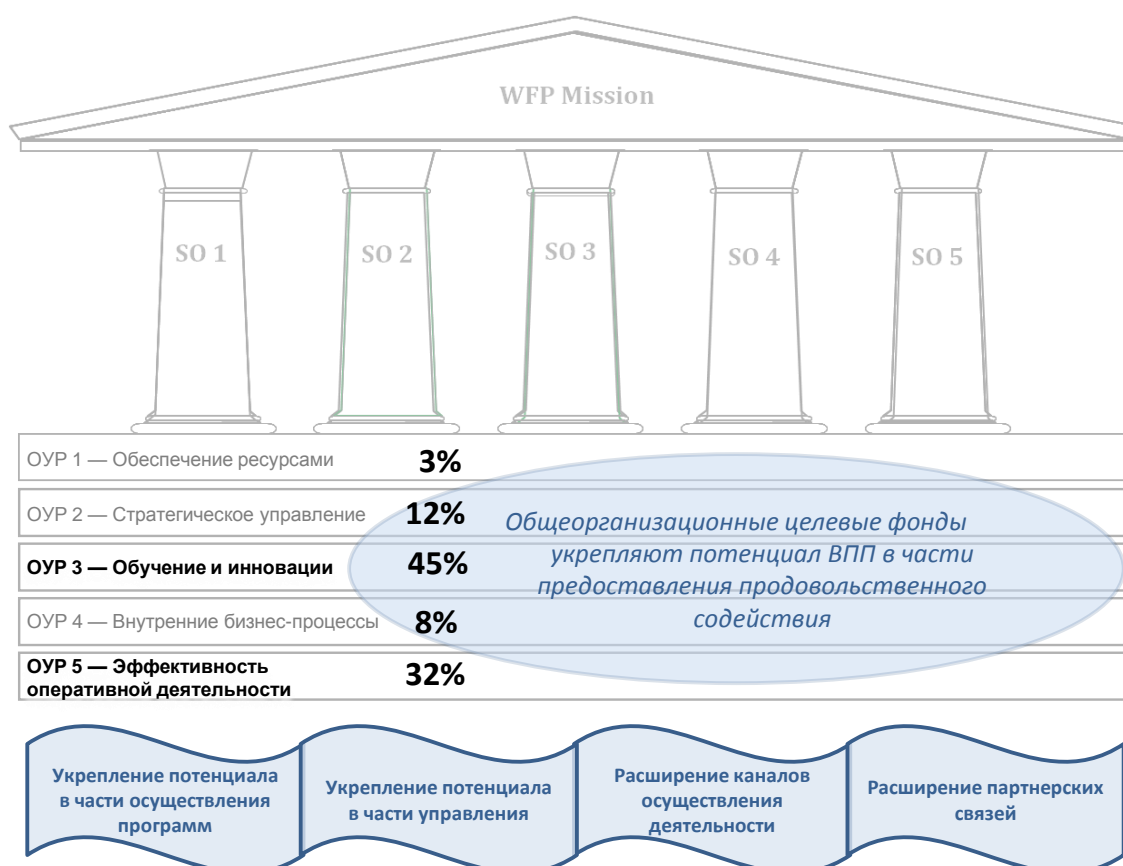 WFP Mission
SO 1
SO 2
SO 3
SO 4
SO 5
ОУР 1 — Обеспечение ресурсами 3%
ОУР 2 — Стратегическое управление 12%
ОУР 3 — Обучение и инновации 45%
ОУР 4 — Внутренние бизнес-процессы 8%
ОУР 5 — Эффективность
оперативной деятельности 32%
Общеорганизационные целевые фонды
укрепляют потенциал ВПП в части
предоставления продовольственного
содействия
Укрепление потенциала
в части осуществления
программ
Укрепление потенциала
в части управления
Расширение каналов
осуществления
деятельности
Расширение партнерских
связей